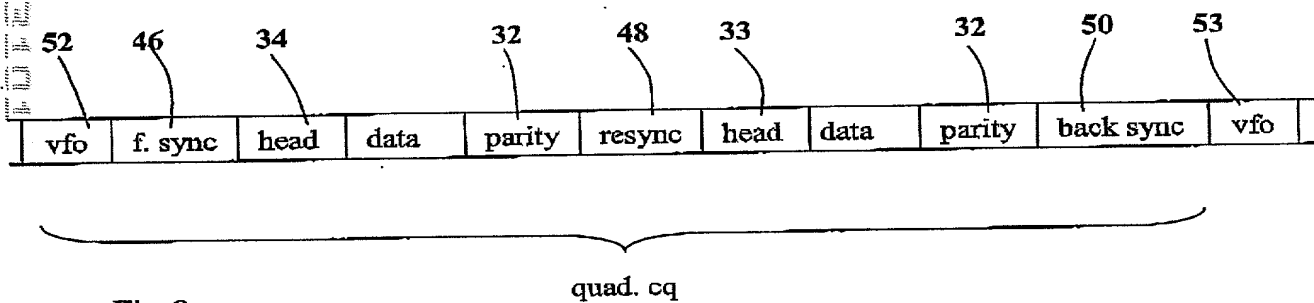 52 46 34 32 48 33 32 50 53
vfo f. sync head data parity resync head data parity back sync vfo
quad. cq